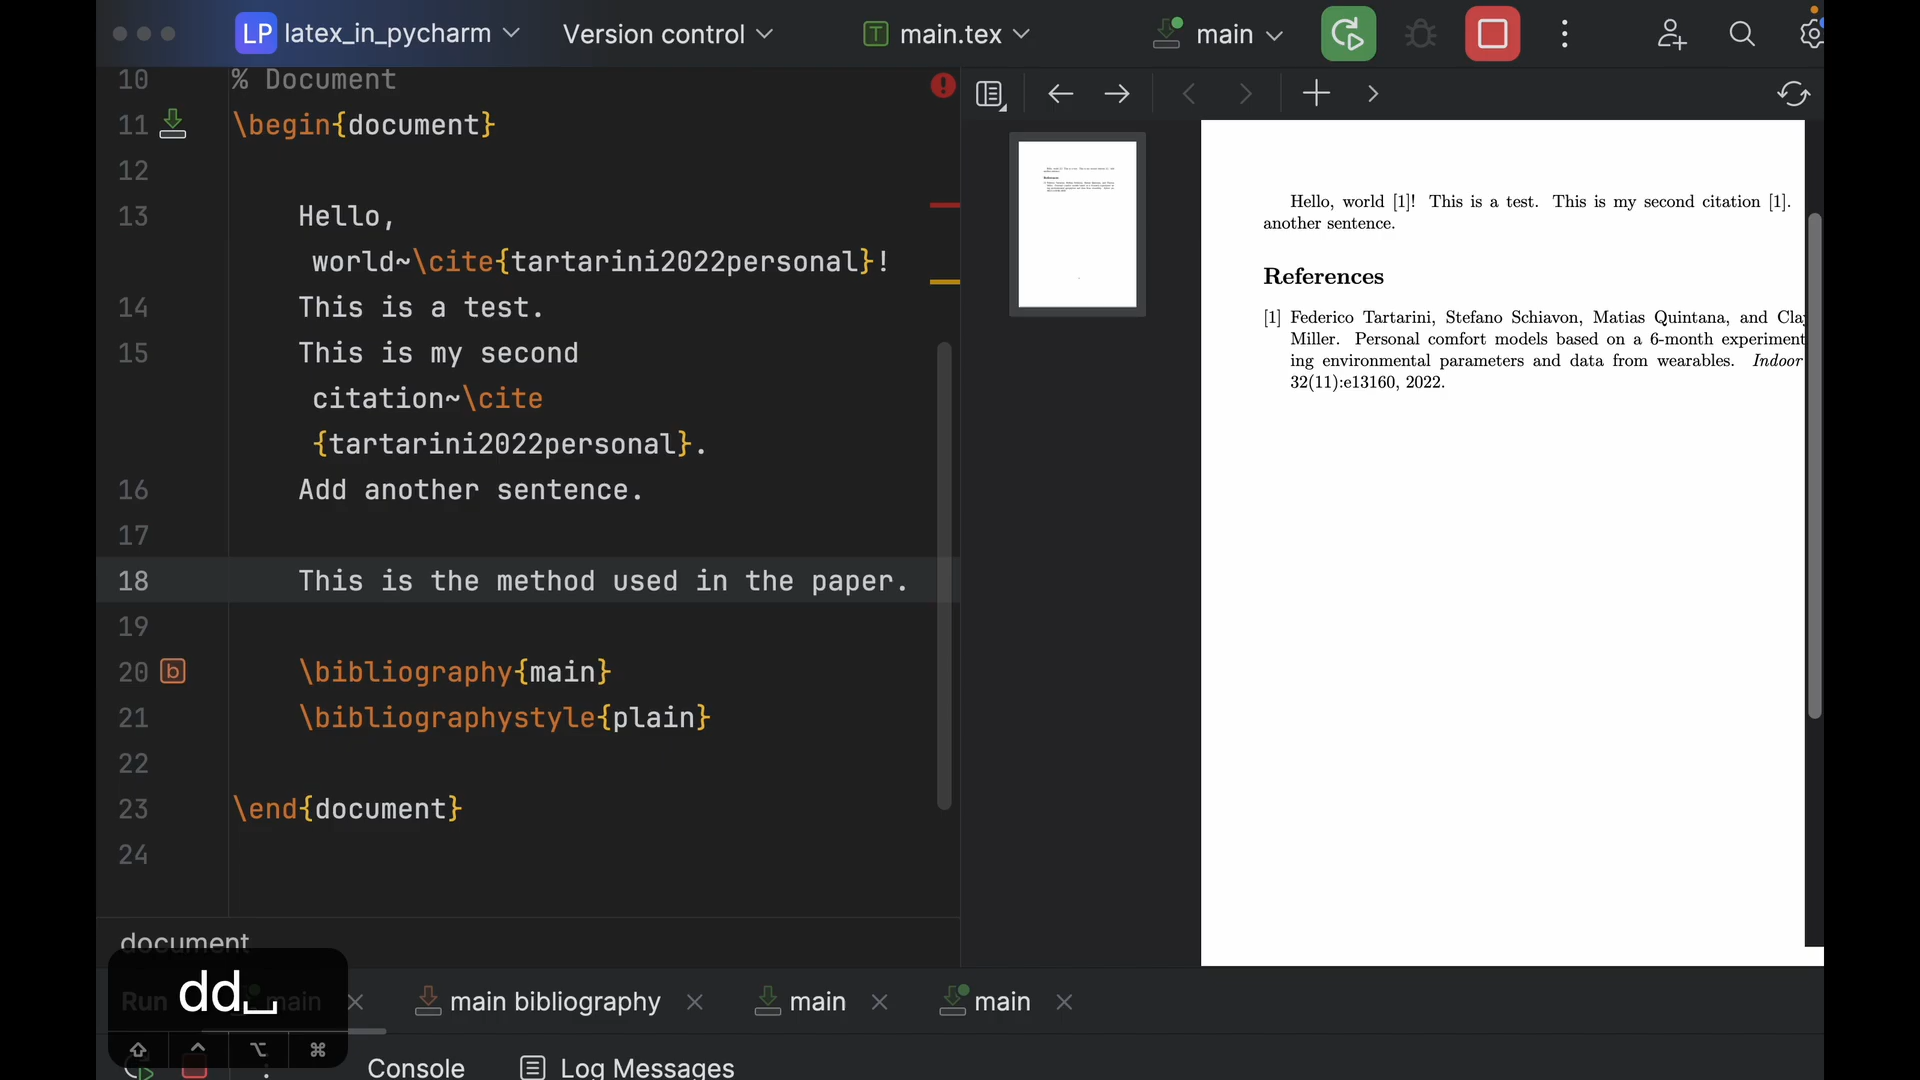 LP latex_in_pycharm Version control T main.tex main
10 % Document
11 \begin{document}
12
13 Hello,
world~\cite{tartarini2022personal}!
14 This is a test.
15 This is my second
citation~\cite
{tartarini2022personal}.
16 Add another sentence.
17
18 This is the method used in the paper.
19
20 b \bibliography{main}
21 \bibliographystyle{plain}
22
23 \end{document}
24
document
Hello, world [1]! This is a test. This is my second citation [1].
another sentence.
References
[1] Federico Tartarini, Stefano Schiavon, Matias Quintana, and Cla
Miller. Personal comfort models based on a 6-month experiment
ing environmental parameters and data from wearables. Indoor
32(11):e13160, 2022.
dd
Run main main bibliography main main
Console Log Messages